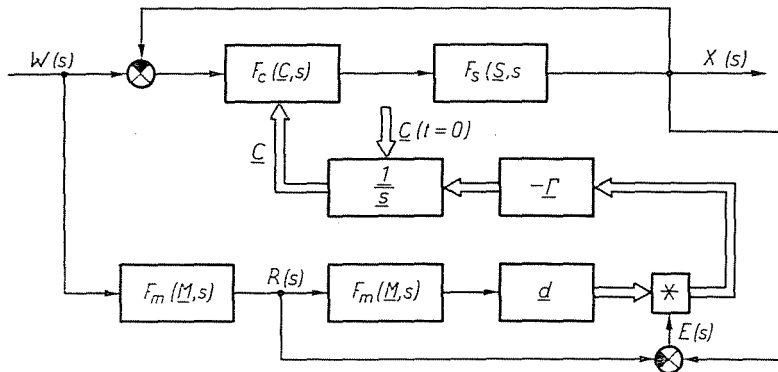 W(s)
F_c(C̲,s)
F_s(S̲,s
X(s)
C̲(t=0)
C̲
1
s̲
-Γ̲
F_m(M̲,s)
R(s)
F_m(M̲,s)
d̲
*
E(s)